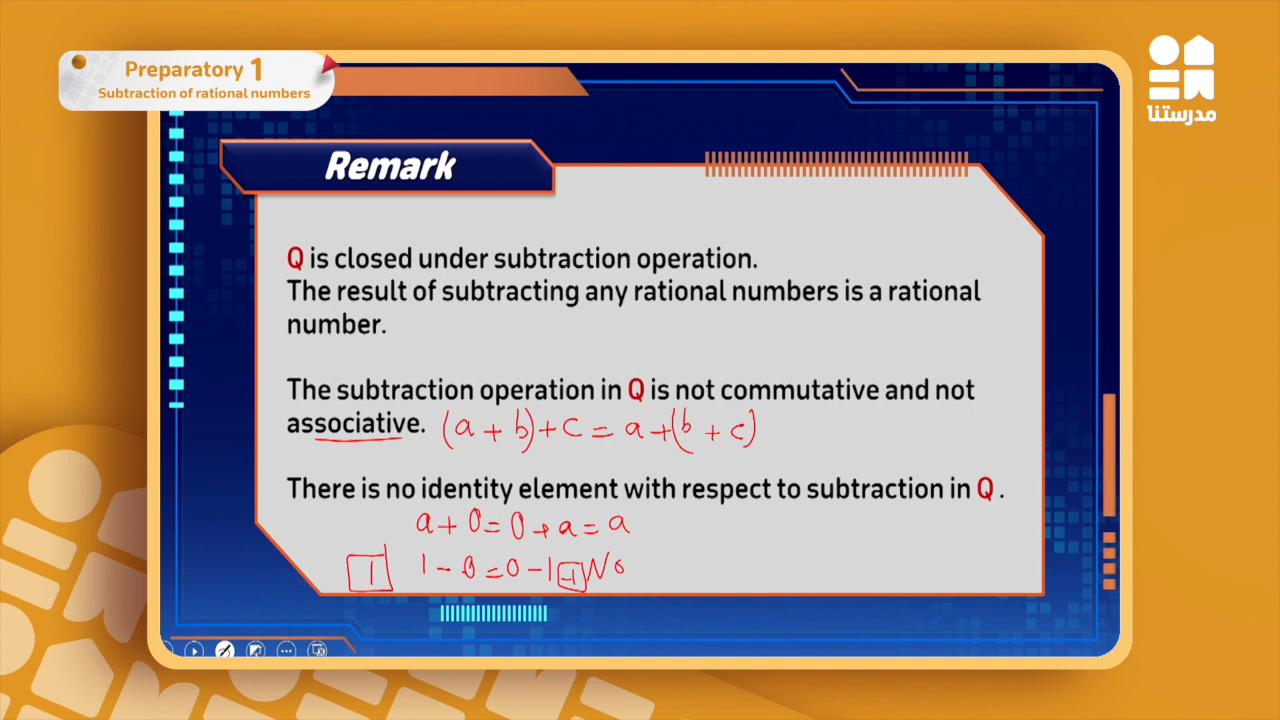 Preparatory 1
Subtraction of rational numbers
مدرستنا
Remark
Q is closed under subtraction operation.
The result of subtracting any rational numbers is a rational
number.
The subtraction operation in Q is not commutative and not
associative. (a + b) + c = a + (b + c)
There is no identity element with respect to subtraction in Q .
a + 0 = 0 + a = a
1 1 - 0 = 0 - 1 -1 No